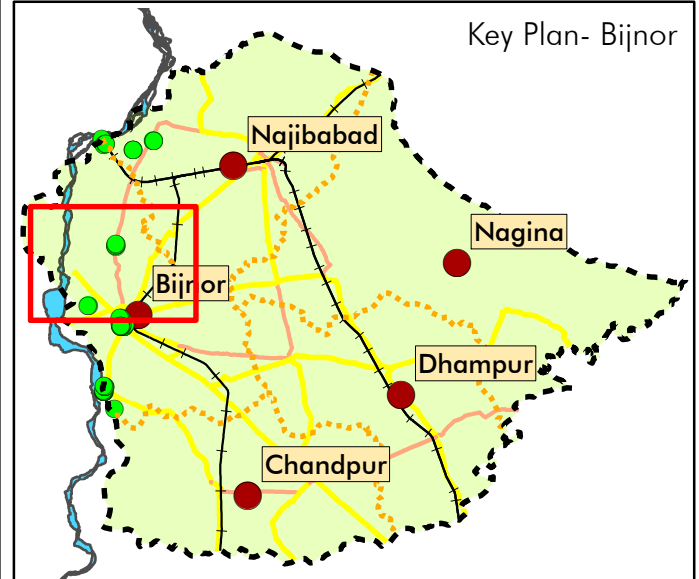 Key Plan- Bijnor
Najibabad
Nagina
Bijnor
Dhampur
Chandpur